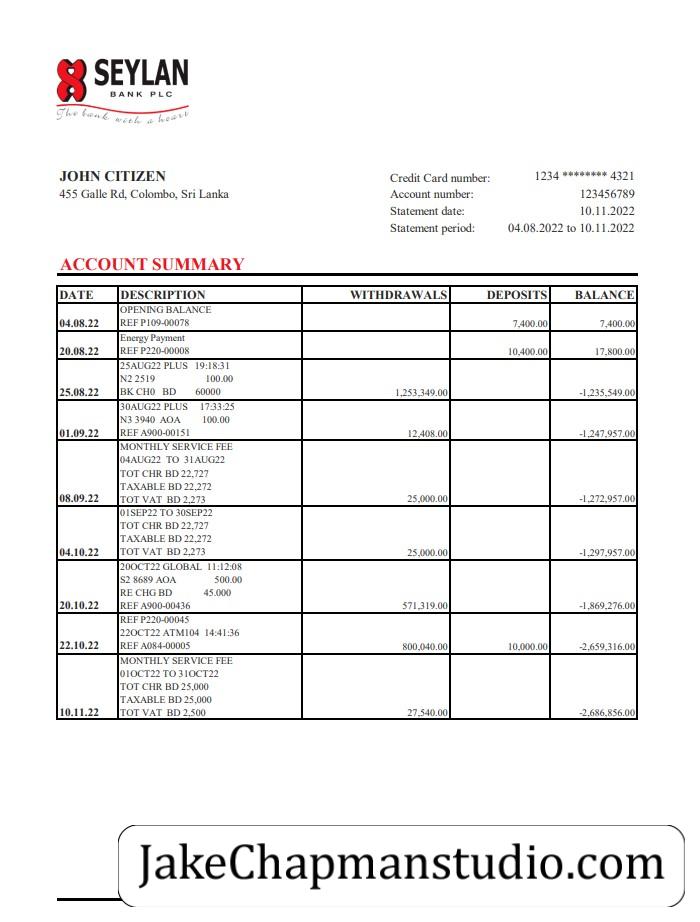 SEYLAN
BANK PLC
The bank with a heart
JOHN CITIZEN
455 Galle Rd, Colombo, Sri Lanka
Credit Card number: 1234 ******** 4321
Account number: 123456789
Statement date: 10.11.2022
Statement period: 04.08.2022 to 10.11.2022
ACCOUNT SUMMARY
DATE DESCRIPTION WITHDRAWALS DEPOSITS BALANCE
OPENING BALANCE
04.08.22 REF P109-00078 7,400.00 7,400.00
Energy Payment
20.08.22 REF P220-00008 10,400.00 17,800.00
25AUG22 PLUS 19:18:31
N2 2519 100.00
25.08.22 BK CH0 BD 60000 1,253,349.00 -1,235,549.00
30AUG22 PLUS 17:33:25
N3 3940 AOA 100.00
01.09.22 REF A900-00151 12,408.00 -1,247,957.00
MONTHLY SERVICE FEE
04AUG22 TO 31AUG22
TOT CHR BD 22,727
TAXABLE BD 22,272
08.09.22 TOT VAT BD 2,273 25,000.00 -1,272,957.00
01SEP22 TO 30SEP22
TOT CHR BD 22,727
TAXABLE BD 22,272
04.10.22 TOT VAT BD 2,273 25,000.00 -1,297,957.00
20OCT22 GLOBAL 11:12:08
S2 8689 AOA 500.00
RE CHG BD 45.000
20.10.22 REF A900-00436 571,319.00 -1,869,276.00
REF P220-00045
22OCT22 ATM104 14:41:36
22.10.22 REF A084-00005 800,040.00 10,000.00 -2,659,316.00
MONTHLY SERVICE FEE
01OCT22 TO 31OCT22
TOT CHR BD 25,000
TAXABLE BD 25,000
10.11.22 TOT VAT BD 2,500 27,540.00 -2,686,856.00
JakeChapmanstudio.com